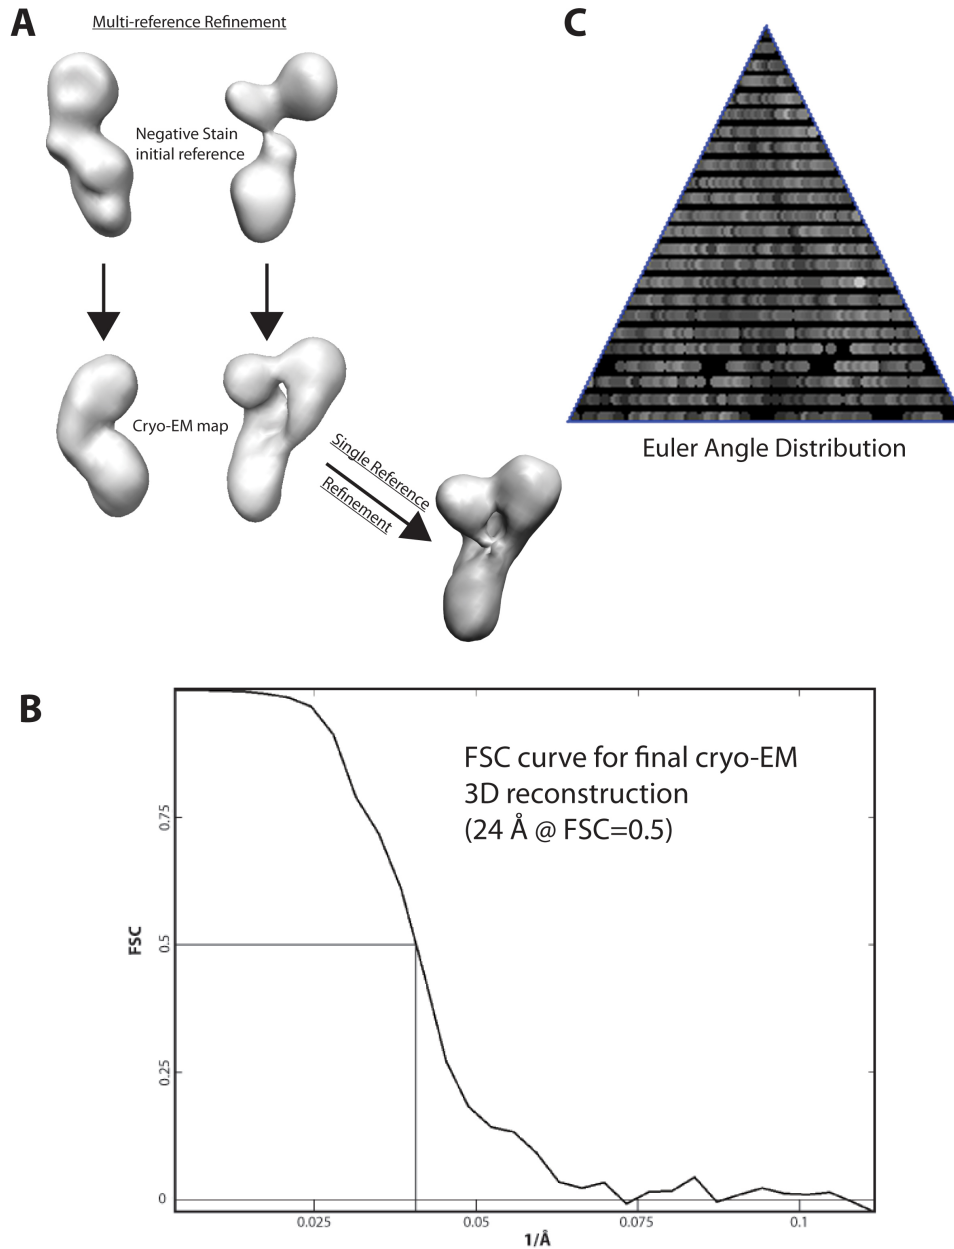 A
Multi-reference Refinement
Negative Stain
initial reference
Cryo-EM map
Single Reference
Refinement
C
Euler Angle Distribution
B
FSC curve for final cryo-EM
3D reconstruction
(24 Å @ FSC=0.5)
FSC
0.75
0.5
0.25
0
0.025
0.05
0.075
0.1
1/Å